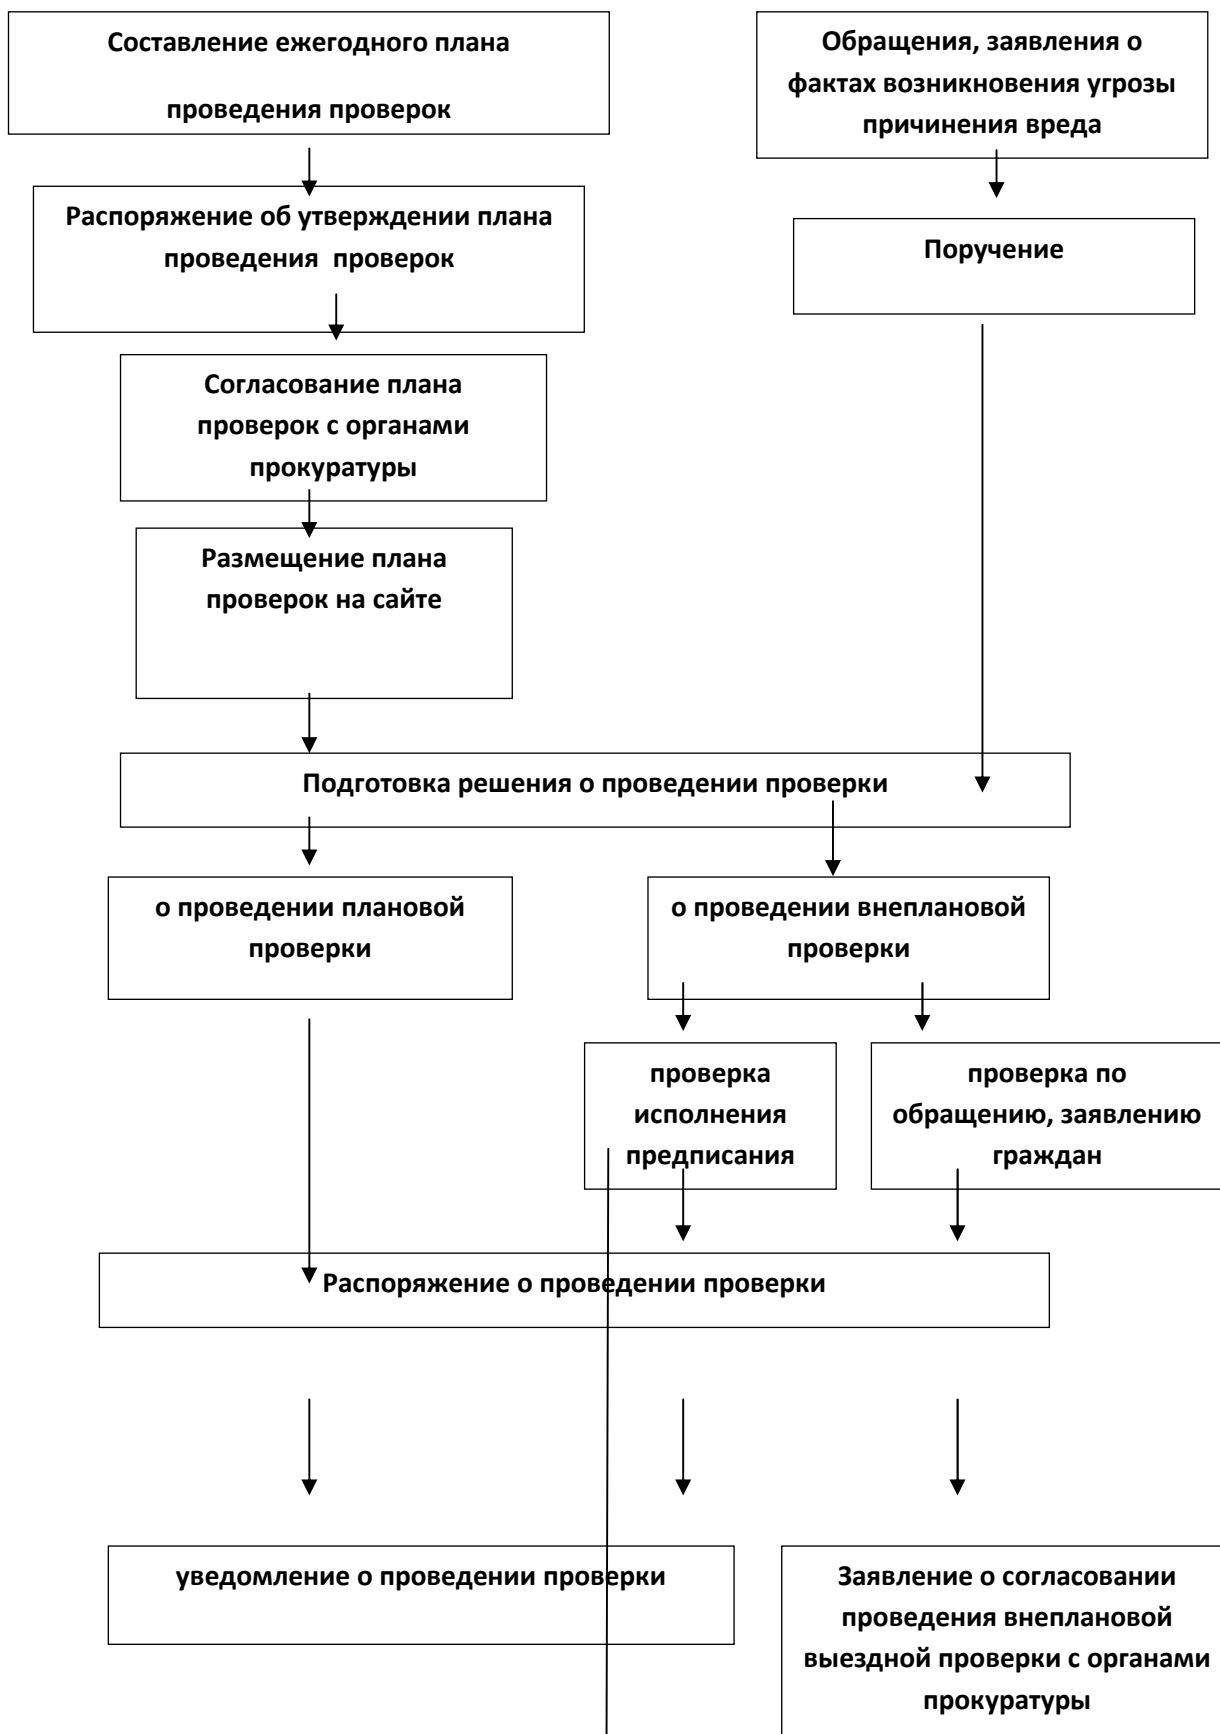 Составление ежегодного плана
проведения проверок
Обращения, заявления о
фактах возникновения угрозы
причинения вреда
Распоряжение об утверждении плана
проведения проверок
Поручение
Согласование плана
проверок с органами
прокуратуры
Размещение плана
проверок на сайте
Подготовка решения о проведении проверки
о проведении плановой
проверки
о проведении внеплановой
проверки
проверка
исполнения
предписания
проверка по
обращению, заявлению
граждан
Распоряжение о проведении проверки
уведомление о проведении проверки
Заявление о согласовании
проведения внеплановой
выездной проверки с органами
прокуратуры